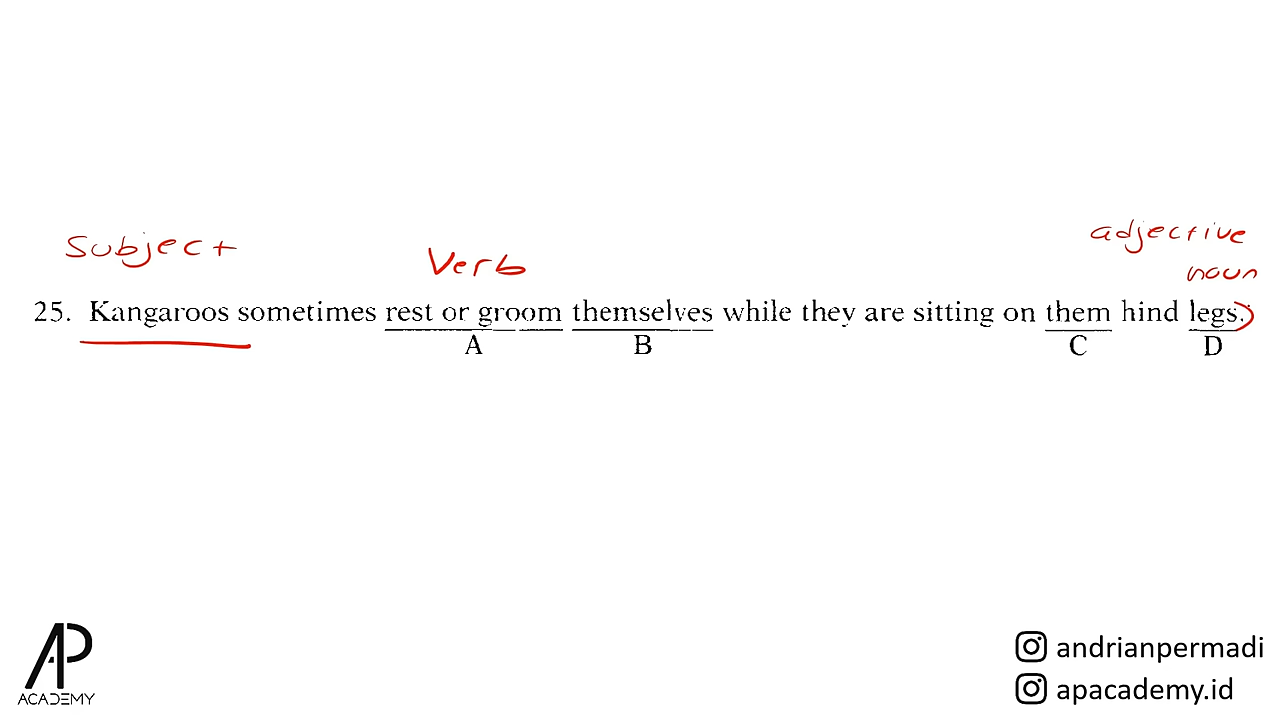 adjective
subject
Verb
noun
25. Kangaroos sometimes rest or groom themselves while they are sitting on them hind legs.
A B C D
AP
ACADEMY
andrianpermadi
apacademy.id